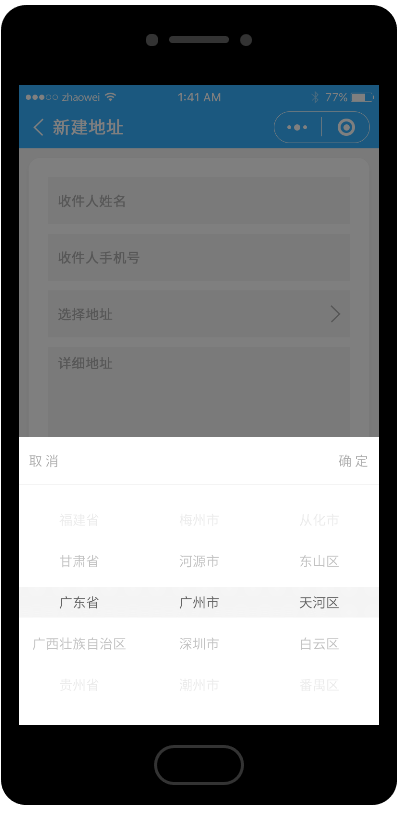 zhaowei 1:41 AM 77%
新建地址
收件人姓名
收件人手机号
选择地址
详细地址
取消 确定
福建省 梅州市 从化市
甘肃省 河源市 东山区
广东省 广州市 天河区
广西壮族自治区 深圳市 白云区
贵州省 潮州市 番禺区